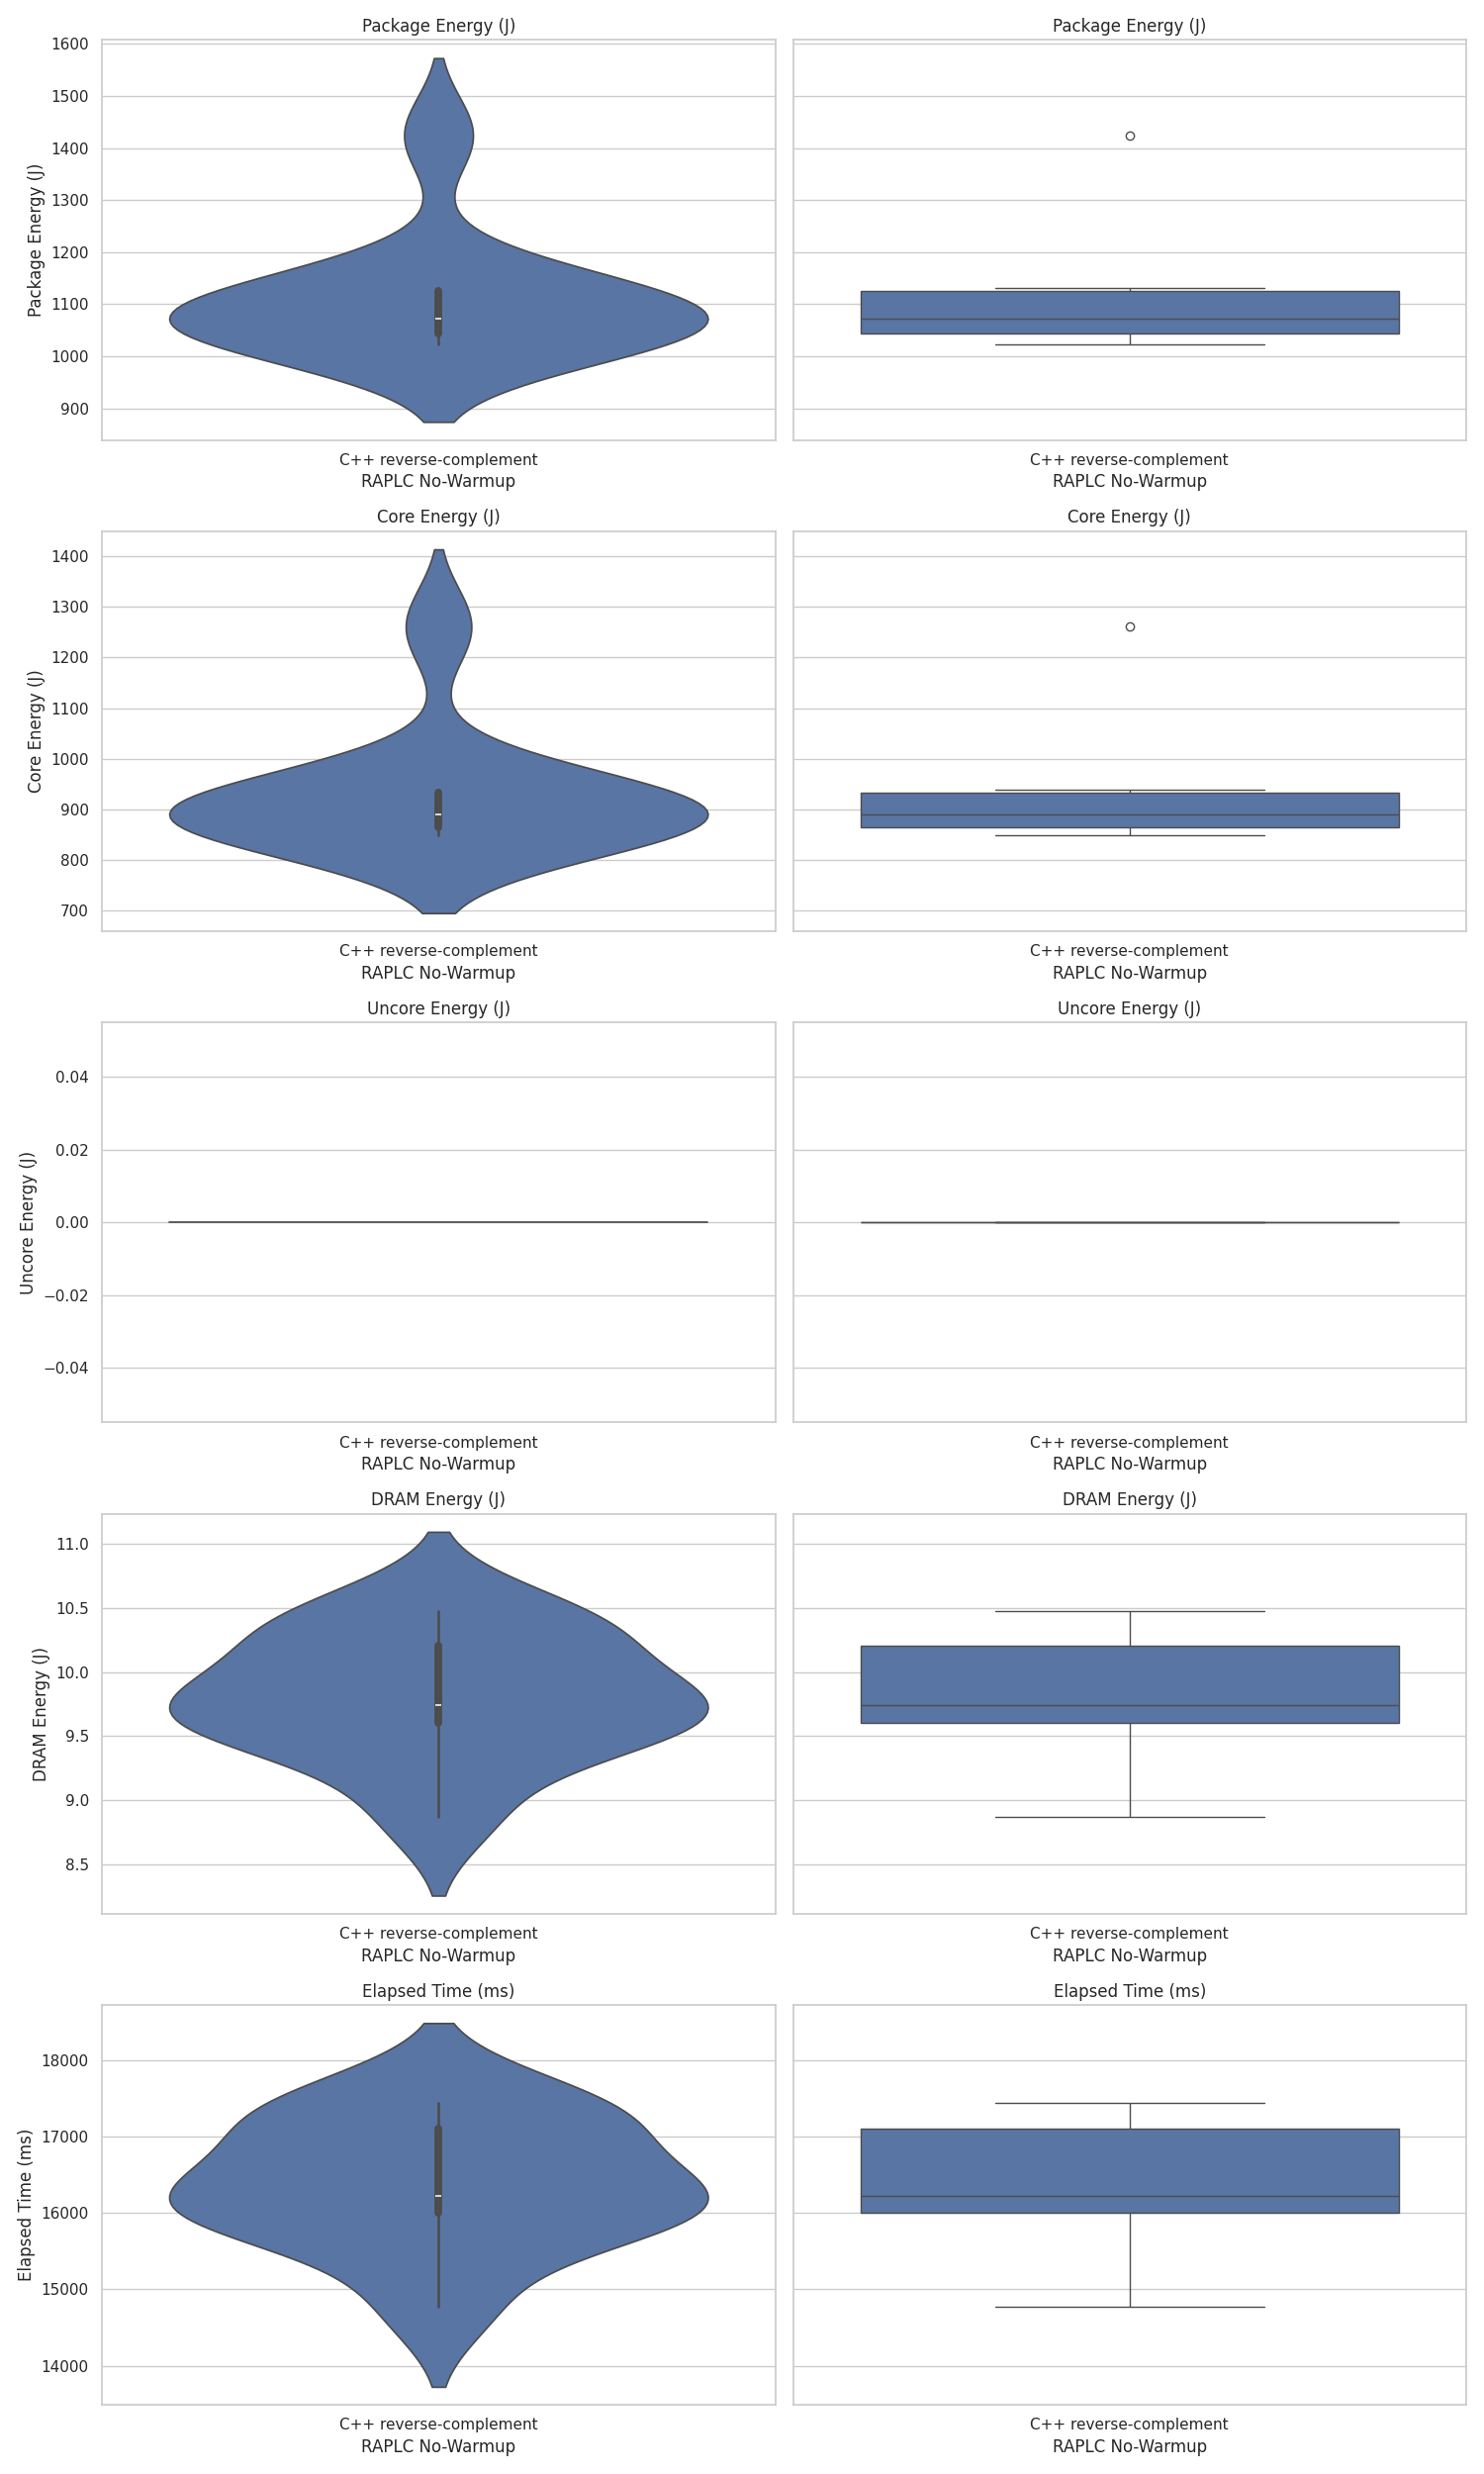 Package Energy (J)
Package Energy (J)
1600
1500
1400
1300
1200
1100
1000
900
Package Energy (J)
C++ reverse-complement
RAPLC No-Warmup
C++ reverse-complement
RAPLC No-Warmup
Core Energy (J)
Core Energy (J)
1400
1300
1200
1100
1000
900
800
700
Core Energy (J)
C++ reverse-complement
RAPLC No-Warmup
C++ reverse-complement
RAPLC No-Warmup
Uncore Energy (J)
Uncore Energy (J)
0.04
0.02
0.00
−0.02
−0.04
Uncore Energy (J)
C++ reverse-complement
RAPLC No-Warmup
C++ reverse-complement
RAPLC No-Warmup
DRAM Energy (J)
DRAM Energy (J)
11.0
10.5
10.0
9.5
9.0
8.5
DRAM Energy (J)
C++ reverse-complement
RAPLC No-Warmup
C++ reverse-complement
RAPLC No-Warmup
Elapsed Time (ms)
Elapsed Time (ms)
18000
17000
16000
15000
14000
Elapsed Time (ms)
C++ reverse-complement
RAPLC No-Warmup
C++ reverse-complement
RAPLC No-Warmup